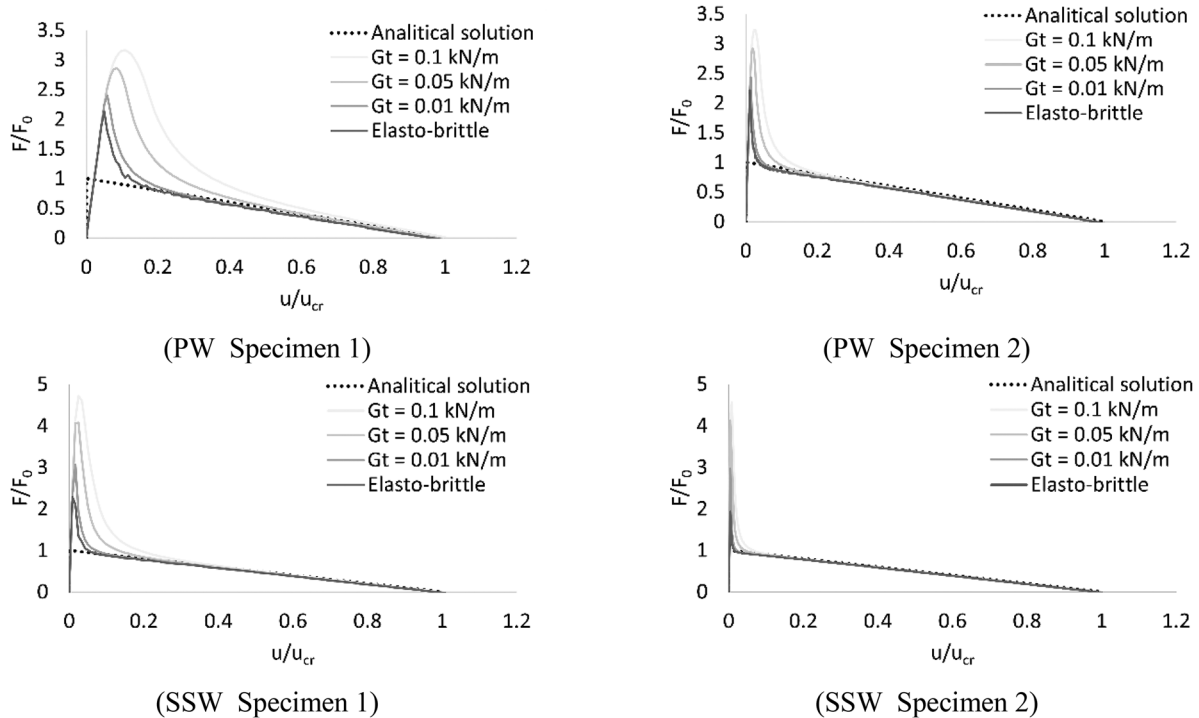 3.5
3
2.5
2
1.5
1
0.5
0
F/F0
0 0.2 0.4 0.6 0.8 1 1.2
u/ucr
Analitical solution
Gt = 0.1 kN/m
Gt = 0.05 kN/m
Gt = 0.01 kN/m
Elasto-brittle
(PW Specimen 1)
3.5
3
2.5
2
1.5
1
0.5
0
F/F0
0 0.2 0.4 0.6 0.8 1 1.2
u/ucr
Analitical solution
Gt = 0.1 kN/m
Gt = 0.05 kN/m
Gt = 0.01 kN/m
Elasto-brittle
(PW Specimen 2)
5
4
3
2
1
0
F/F0
0 0.2 0.4 0.6 0.8 1 1.2
u/ucr
Analitical solution
Gt = 0.1 kN/m
Gt = 0.05 kN/m
Gt = 0.01 kN/m
Elasto-brittle
(SSW Specimen 1)
5
4
3
2
1
0
F/F0
0 0.2 0.4 0.6 0.8 1 1.2
u/ucr
Analitical solution
Gt = 0.1 kN/m
Gt = 0.05 kN/m
Gt = 0.01 kN/m
Elasto-brittle
(SSW Specimen 2)